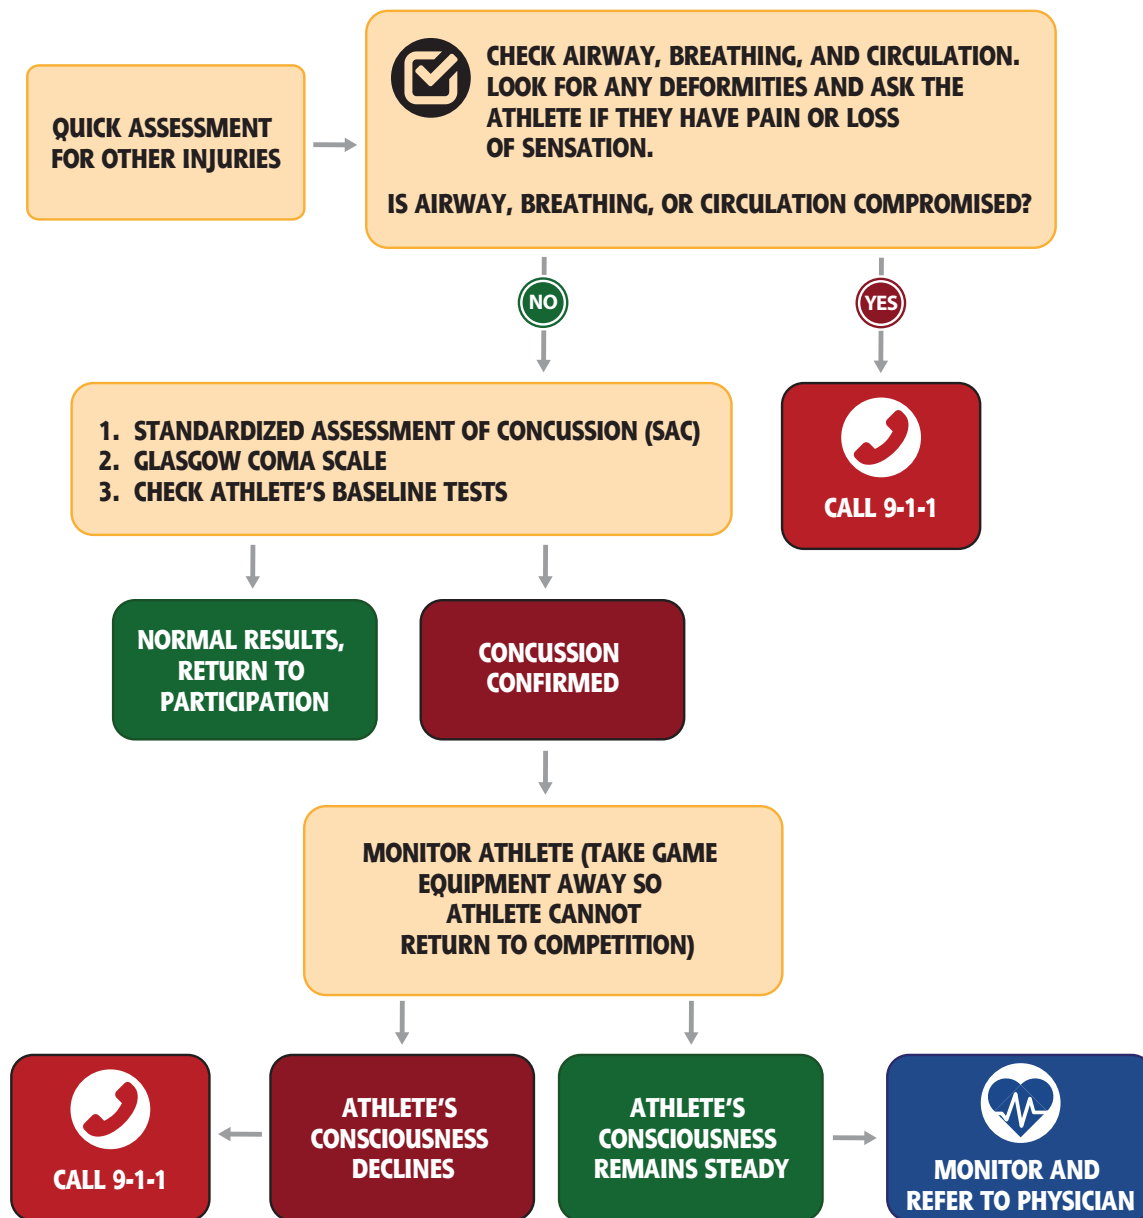 QUICK ASSESSMENT
FOR OTHER INJURIES
CHECK AIRWAY, BREATHING, AND CIRCULATION.
LOOK FOR ANY DEFORMITIES AND ASK THE
ATHLETE IF THEY HAVE PAIN OR LOSS
OF SENSATION.
IS AIRWAY, BREATHING, OR CIRCULATION COMPROMISED?
NO
YES
1. STANDARDIZED ASSESSMENT OF CONCUSSION (SAC)
2. GLASGOW COMA SCALE
3. CHECK ATHLETE’S BASELINE TESTS
CALL 9-1-1
NORMAL RESULTS,
RETURN TO
PARTICIPATION
CONCUSSION
CONFIRMED
MONITOR ATHLETE (TAKE GAME
EQUIPMENT AWAY SO
ATHLETE CANNOT
RETURN TO COMPETITION)
CALL 9-1-1
ATHLETE’S
CONSCIOUSNESS
DECLINES
ATHLETE’S
CONSCIOUSNESS
REMAINS STEADY
MONITOR AND
REFER TO PHYSICIAN